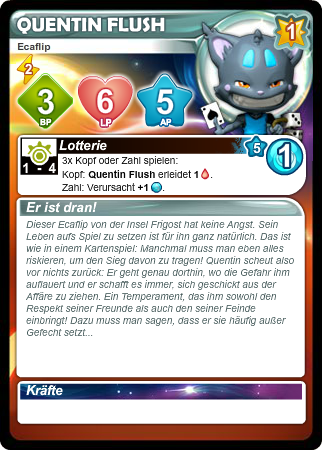 QUENTIN FLUSH
1
Ecaflip
2
3
BP
6
LP
5
AP
Lotterie
5
1
1 - 4
3x Kopf oder Zahl spielen:
Kopf: Quentin Flush erleidet 1.
Zahl: Verursacht +1.
Er ist dran!
Dieser Ecaflip von der Insel Frigost hat keine Angst. Sein
Leben aufs Spiel zu setzen ist für ihn ganz natürlich. Das ist
wie in einem Kartenspiel: Manchmal muss man eben alles
riskieren, um den Sieg davon zu tragen! Quentin scheut also
vor nichts zurück: Er geht genau dorthin, wo die Gefahr ihm
auflauert und er schafft es immer, sich geschickt aus der
Affäre zu ziehen. Ein Temperament, das ihm sowohl den
Respekt seiner Freunde als auch den seiner Feinde
einbringt! Dazu muss man sagen, dass er sie häufig außer
Gefecht setzt...
Kräfte